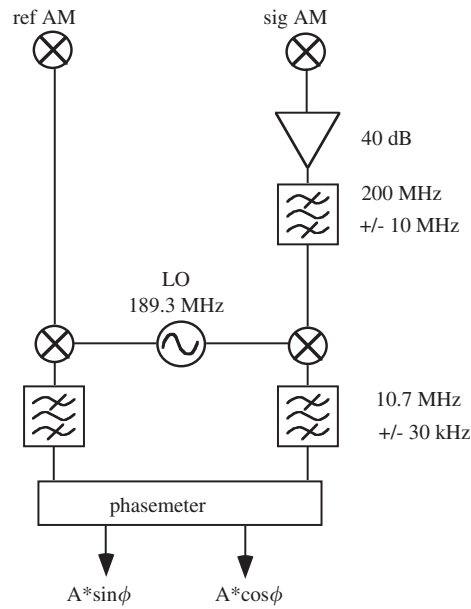 ref AM
sig AM
40 dB
200 MHz
+/- 10 MHz
LO
189.3 MHz
10.7 MHz
+/- 30 kHz
phasemeter
A*sinϕ
A*cosϕ